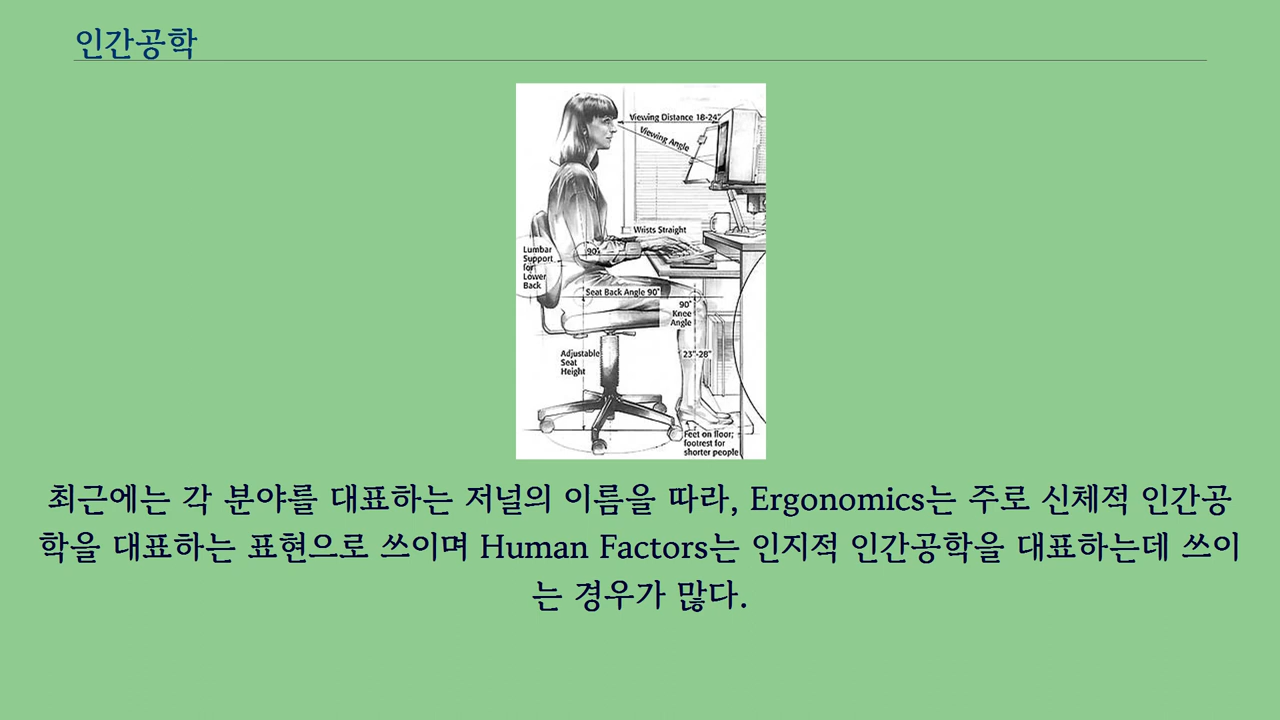 인간공학
Viewing Distance 18-24"
Viewing Angle
Wrists Straight
90°
Lumbar
Support
for
Lower
Back
Seat Back Angle 90°
90°
Knee
Angle
Adjustable
Seat
Height
23"-28"
Feet on floor;
footrest for
shorter people
최근에는 각 분야를 대표하는 저널의 이름을 따라, Ergonomics는 주로 신체적 인간공
학을 대표하는 표현으로 쓰이며 Human Factors는 인지적 인간공학을 대표하는데 쓰이
는 경우가 많다.